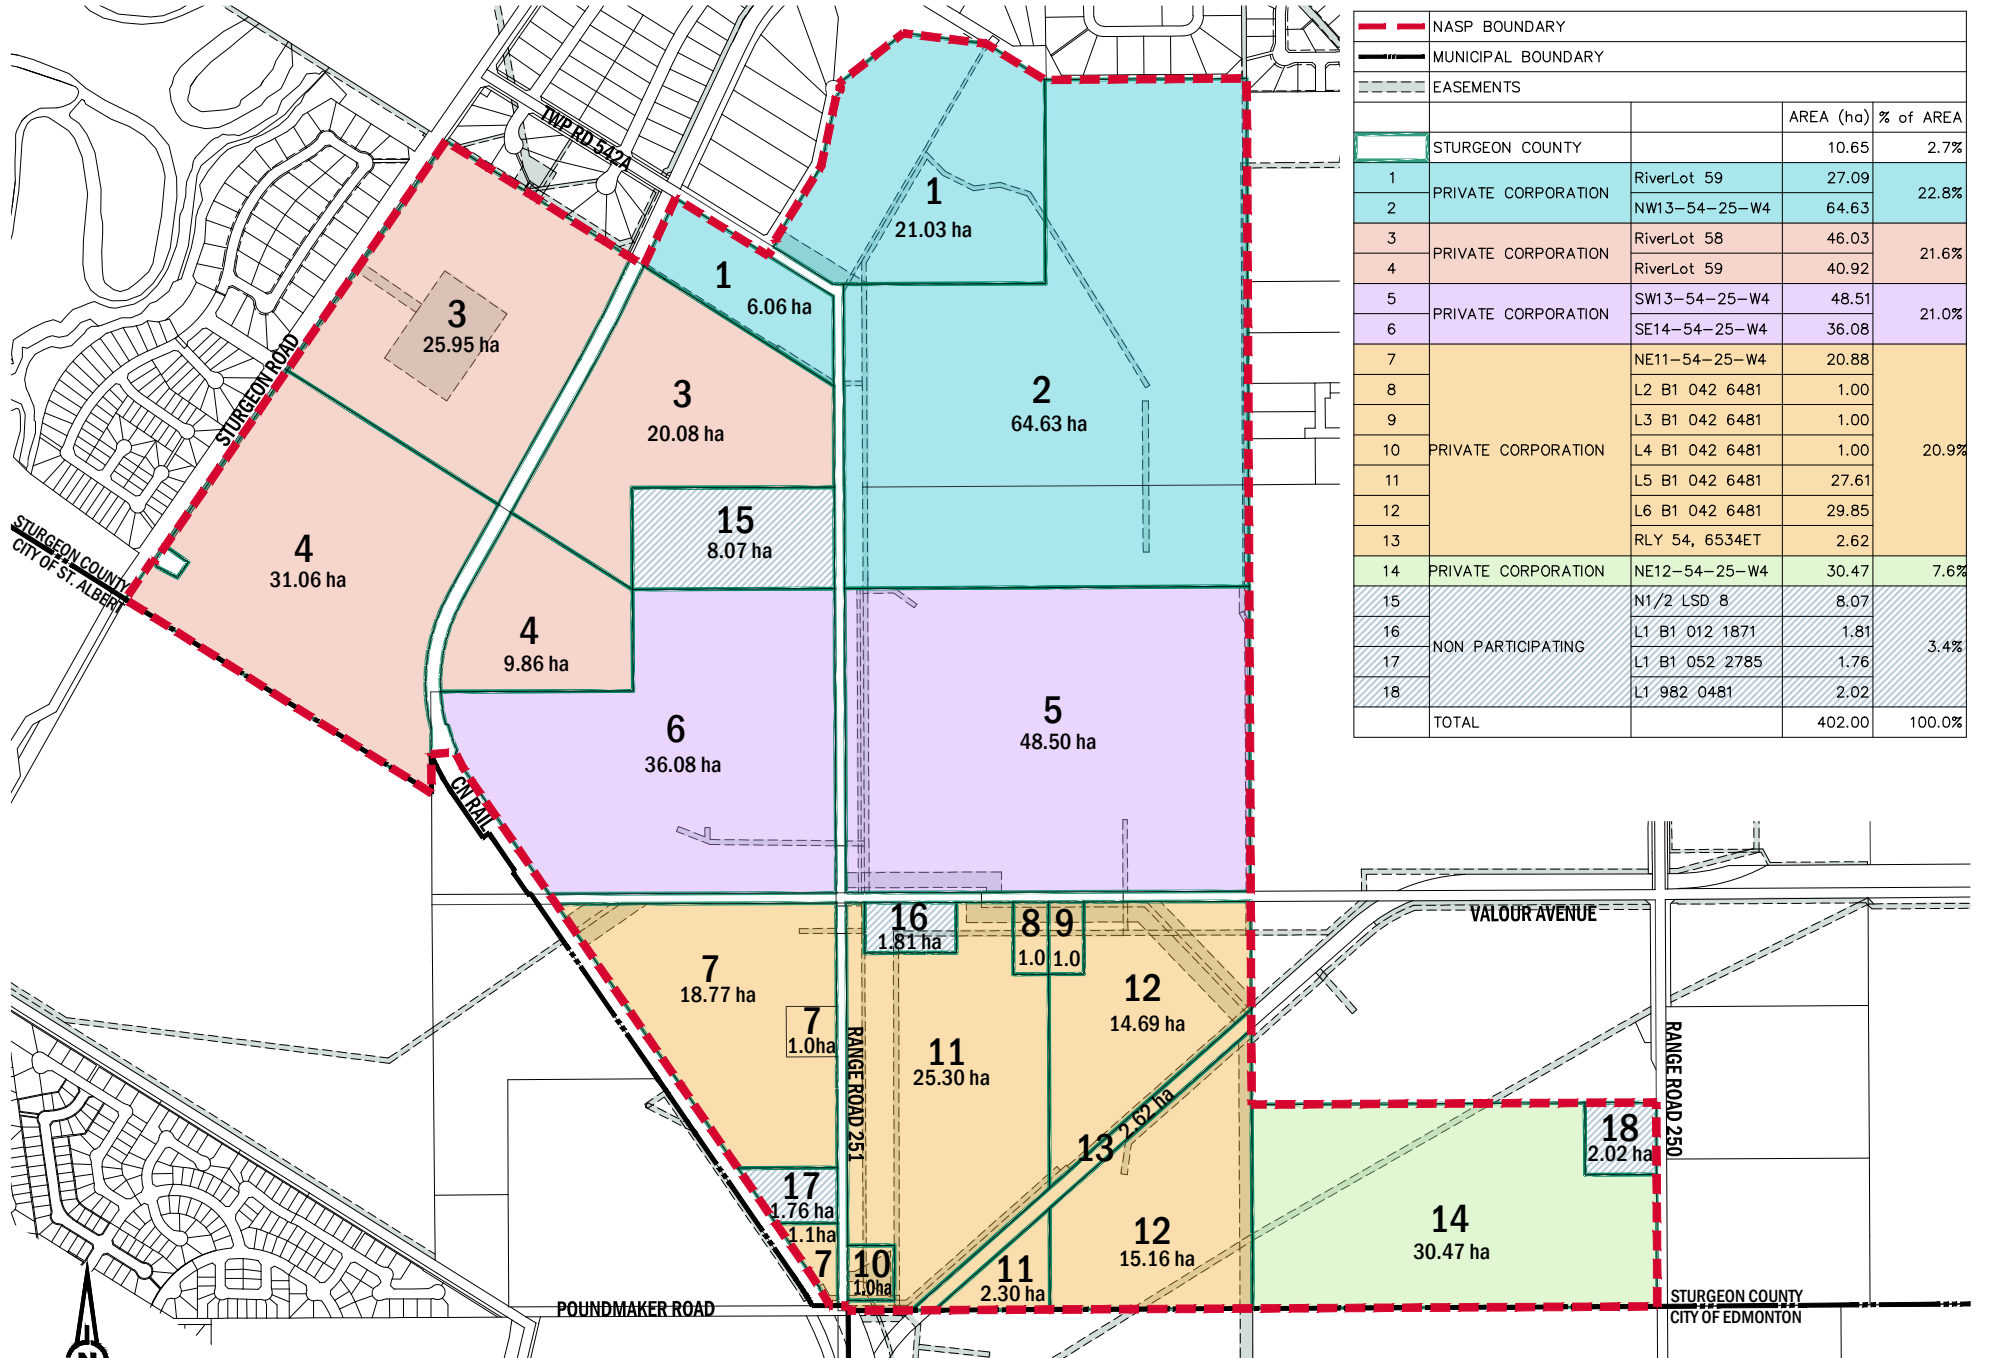 NASP BOUNDARY
MUNICIPAL BOUNDARY
EASEMENTS
AREA (ha) % of AREA
STURGEON COUNTY 10.65 2.7%
1 PRIVATE CORPORATION RiverLot 59 27.09 22.8%
2 NW13-54-25-W4 64.63
3 PRIVATE CORPORATION RiverLot 58 46.03 21.6%
4 RiverLot 59 40.92
5 PRIVATE CORPORATION SW13-54-25-W4 48.51 21.0%
6 SE14-54-25-W4 36.08
7 NE11-54-25-W4 20.88
8 L2 B1 042 6481 1.00
9 L3 B1 042 6481 1.00
10 PRIVATE CORPORATION L4 B1 042 6481 1.00 20.9%
11 L5 B1 042 6481 27.61
12 L6 B1 042 6481 29.85
13 RLY 54, 6534ET 2.62
14 PRIVATE CORPORATION NE12-54-25-W4 30.47 7.6%
15 N1/2 LSD 8 8.07
16 NON PARTICIPATING L1 B1 012 1871 1.81 3.4%
17 L1 B1 052 2785 1.76
18 L1 982 0481 2.02
TOTAL 402.00 100.0%
TWP RD 542A
1
21.03 ha
1
6.06 ha
3
25.95 ha
STURGEON ROAD
3
20.08 ha
2
64.63 ha
15
8.07 ha
STURGEON COUNTY
CITY OF ST. ALBERT
4
31.06 ha
4
9.86 ha
6
36.08 ha
5
48.50 ha
CN RAIL
VALOUR AVENUE
16
1.81 ha
8
1.0
9
1.0
7
18.77 ha
7
1.0ha
RANGE ROAD 251
11
25.30 ha
12
14.69 ha
13 2.62 ha
RANGE ROAD 250
18
2.02 ha
17
1.76 ha
1.1ha
7
10
1.0ha
11
2.30 ha
12
15.16 ha
14
30.47 ha
POUNDMAKER ROAD
STURGEON COUNTY
CITY OF EDMONTON
N